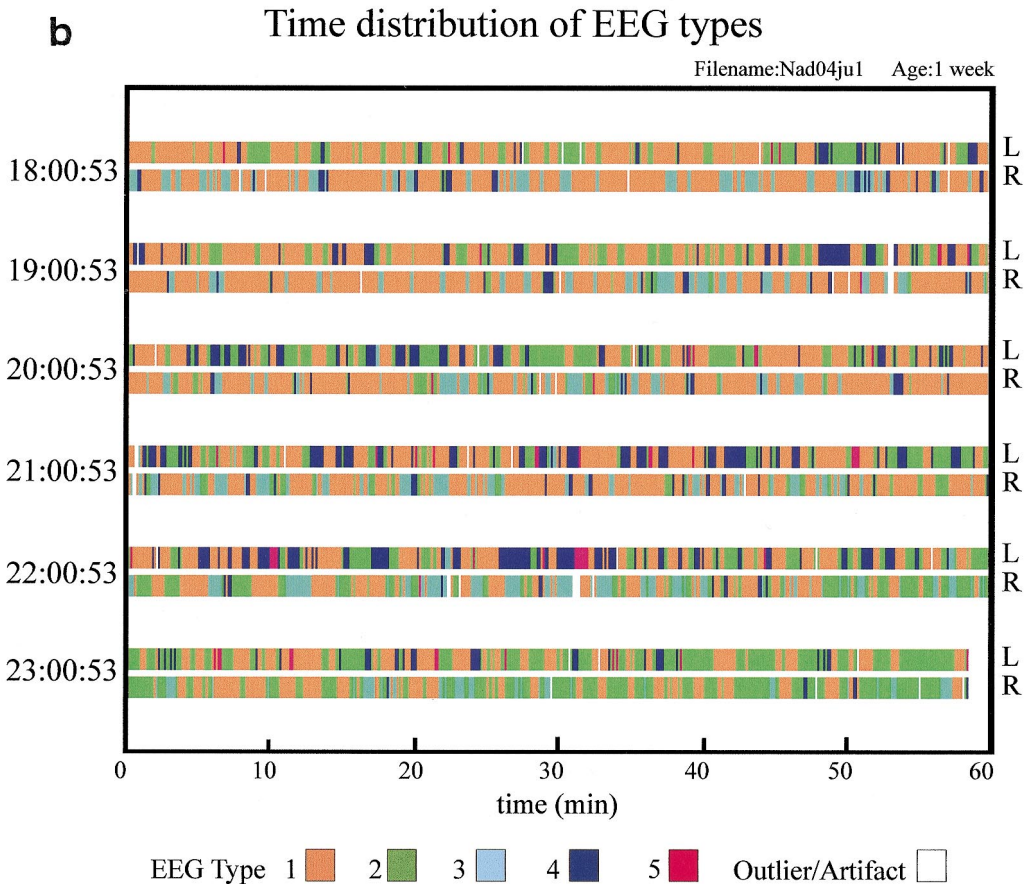 b
Time distribution of EEG types
Filename:Nad04ju1 Age:1 week
18:00:53 L
R
19:00:53 L
R
20:00:53 L
R
21:00:53 L
R
22:00:53 L
R
23:00:53 L
R
0 10 20 30 40 50 60
time (min)
EEG Type 1 2 3 4 5 Outlier/Artifact